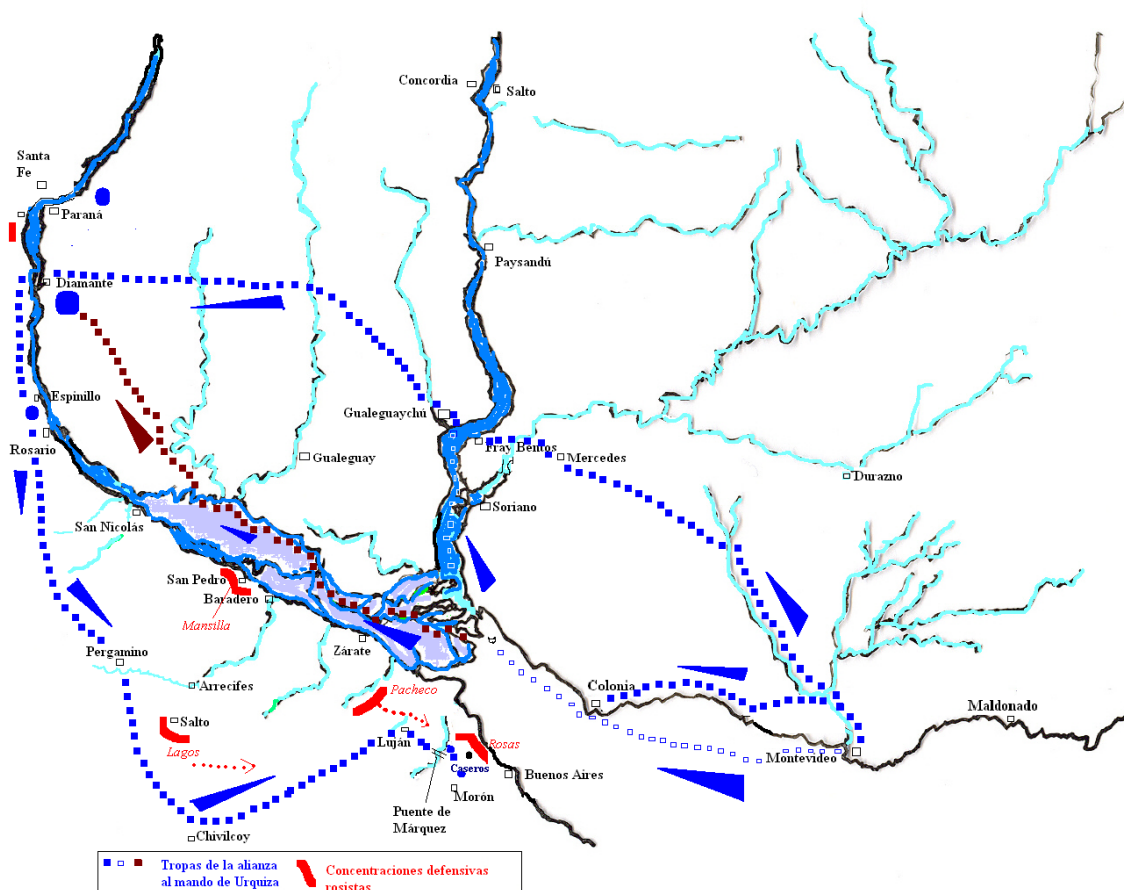 Concordia
Salto
Santa
Fe
Paraná
Paysandú
Diamante
Espinillo
Gualeguaychú
Rosario
Fray Bentos
Mercedes
Gualeguay
Durazno
San Nicolás
Soriano
San Pedro
Baradero
Mansilla
Zárate
Pergamino
Arrecifes
Pacheco
Colonia
Maldonado
Salto
Lagos
Luján
Rosas
Montevideo
Caseros
Buenos Aires
Morón
Puente de
Márquez
Chivilcoy
Tropas de la alianza
al mando de Urquiza
Concentraciones defensivas
rosistas